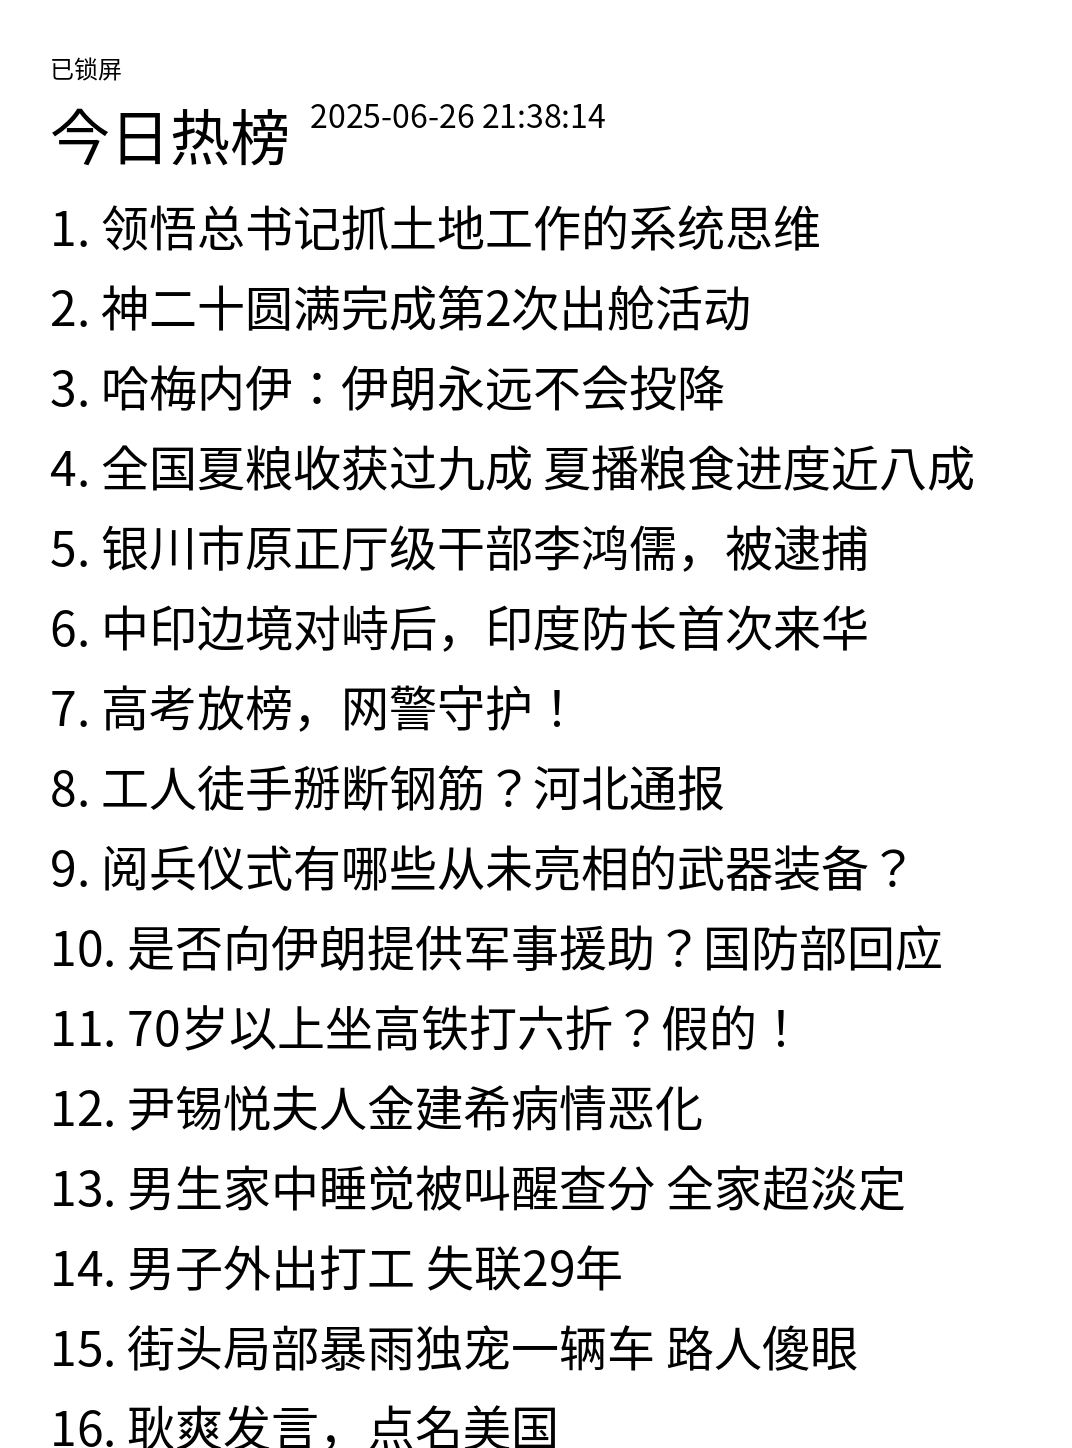 已锁屏
今日热榜 2025-06-26 21:38:14
1. 领悟总书记抓土地工作的系统思维
2. 神二十圆满完成第2次出舱活动
3. 哈梅内伊：伊朗永远不会投降
4. 全国夏粮收获过九成 夏播粮食进度近八成
5. 银川市原正厅级干部李鸿儒，被逮捕
6. 中印边境对峙后，印度防长首次来华
7. 高考放榜，网警守护！
8. 工人徒手掰断钢筋？河北通报
9. 阅兵仪式有哪些从未亮相的武器装备？
10. 是否向伊朗提供军事援助？国防部回应
11. 70岁以上坐高铁打六折？假的！
12. 尹锡悦夫人金建希病情恶化
13. 男生家中睡觉被叫醒查分 全家超淡定
14. 男子外出打工 失联29年
15. 街头局部暴雨独宠一辆车 路人傻眼
16. 耿爽发言，点名美国